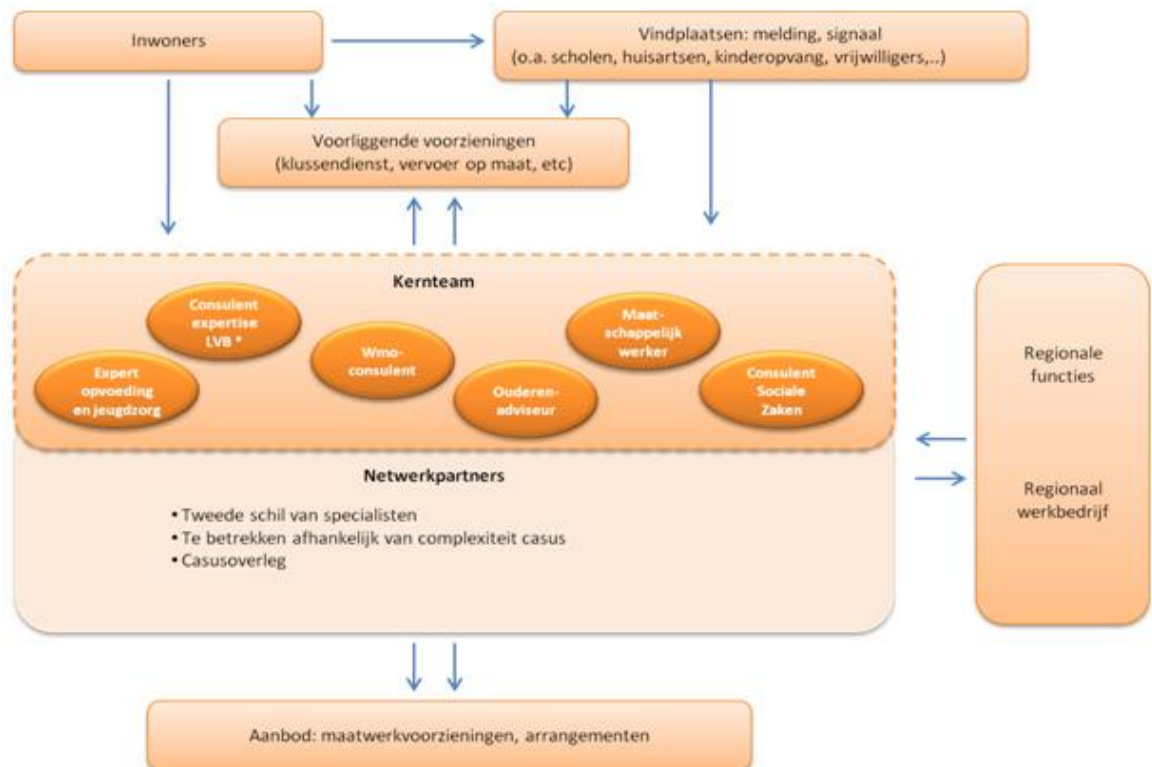 Inwoners
Vindplaatsen: melding, signaal
(o.a. scholen, huisartsen, kinderopvang, vrijwilligers,..)
Voorliggende voorzieningen
(klussendienst, vervoer op maat, etc)
Kernteam
Consulent
expertise
LVB *
Maat-
schappelijk
werker
Wmo-
consulent
Expert
opvoeding
en jeugdzorg
Ouderen-
adviseur
Consulent
Sociale
Zaken
Regionale
functies
Netwerkpartners
• Tweede schil van specialisten
• Te betrekken afhankelijk van complexiteit casus
• Casusoverleg
Regionaal
werkbedrijf
Aanbod: maatwerkvoorzieningen, arrangementen